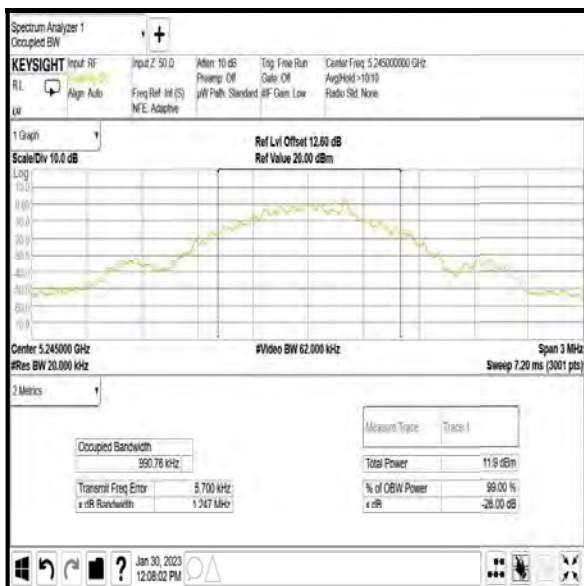 Spectrum Analyzer 1
Occupied BW
+
KEYSIGHT
Input: RF
Input Z: 50 Ω
Atten: 10 dB
Trig: Free Run
Center Freq: 5.245000000 GHz
Preamp: Off
Gate: Off
Avg|Hold >10/10
Align: Auto
Freq Ref: Int (S)
µW Path: Standard
#IF Gain: Low
Radio Std: None
NFE: Adaptive
1 Graph
Ref Lvl Offset 12.60 dB
Scale/Div 10.0 dB
Ref Value 20.00 dBm
Log
10.0
0.00
Center 5.245000 GHz
#Video BW 62.000 kHz
Span 3 MHz
#Res BW 20.000 kHz
Sweep 7.20 ms (3001 pts)
2 Metrics
Measure Trace
Trace 1
Occupied Bandwidth
990.76 kHz
Total Power
11.9 dBm
Transmit Freq Error
5.700 kHz
% of OBW Power
99.00 %
x dB Bandwidth
1.247 MHz
x dB
-26.00 dB
?
Jan 30, 2023
12:08:02 PM